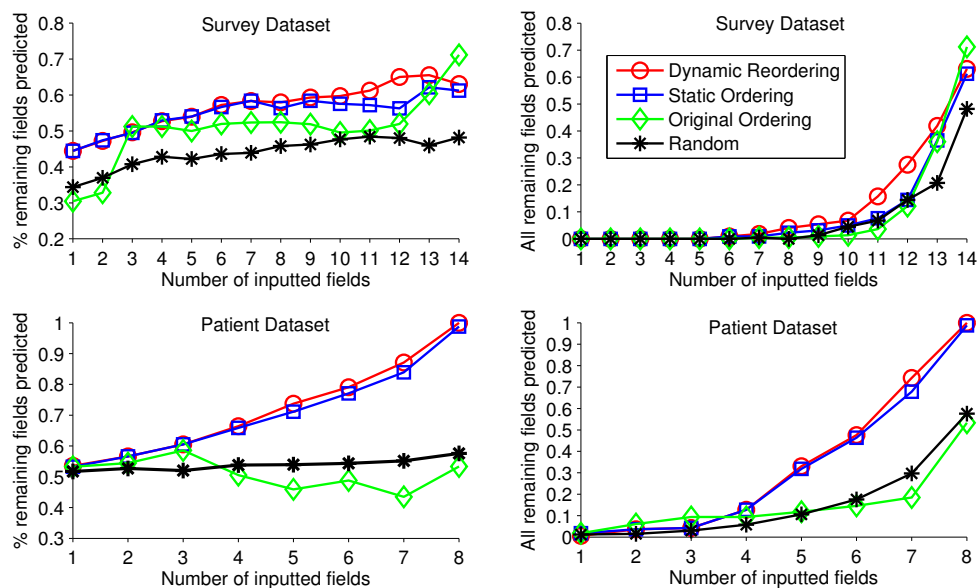 Survey Dataset
% remaining fields predicted
0.8
0.7
0.6
0.5
0.4
0.3
0.2
1 2 3 4 5 6 7 8 9 10 11 12 13 14
Number of inputted fields
Survey Dataset
All remaining fields predicted
0.8
0.7
0.6
0.5
0.4
0.3
0.2
0.1
0
Dynamic Reordering
Static Ordering
Original Ordering
Random
1 2 3 4 5 6 7 8 9 10 11 12 13 14
Number of inputted fields
Patient Dataset
% remaining fields predicted
1
0.9
0.8
0.7
0.6
0.5
0.4
0.3
1 2 3 4 5 6 7 8
Number of inputted fields
Patient Dataset
All remaining fields predicted
1
0.9
0.8
0.7
0.6
0.5
0.4
0.3
0.2
0.1
0
1 2 3 4 5 6 7 8
Number of inputted fields